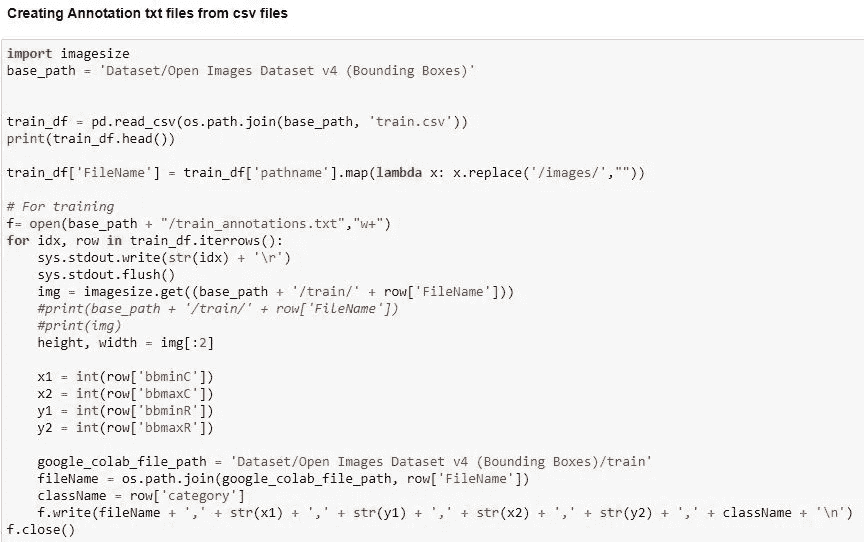 Creating Annotation txt files from csv files
import imagesize
base_path = 'Dataset/Open Images Dataset v4 (Bounding Boxes)'
train_df = pd.read_csv(os.path.join(base_path, 'train.csv'))
print(train_df.head())
train_df['FileName'] = train_df['pathname'].map(lambda x: x.replace('/images/',""))
# For training
f= open(base_path + "/train_annotations.txt","w+")
for idx, row in train_df.iterrows():
    sys.stdout.write(str(idx) + '\r')
    sys.stdout.flush()
    img = imagesize.get((base_path + '/train/' + row['FileName']))
    #print(base_path + '/train/' + row['FileName'])
    #print(img)
    height, width = img[:2]
    x1 = int(row['bbminC'])
    x2 = int(row['bbmaxC'])
    y1 = int(row['bbminR'])
    y2 = int(row['bbmaxR'])
    google_colab_file_path = 'Dataset/Open Images Dataset v4 (Bounding Boxes)/train'
    fileName = os.path.join(google_colab_file_path, row['FileName'])
    className = row['category']
    f.write(fileName + ',' + str(x1) + ',' + str(y1) + ',' + str(x2) + ',' + str(y2) + ',' + className + '\n')
f.close()